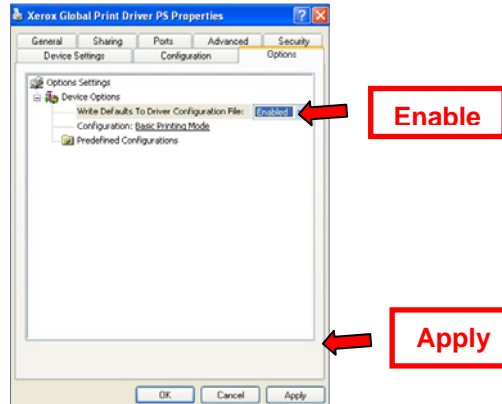 Xerox Global Print Driver PS Properties
General Sharing Ports Advanced Security
Device Settings Configuration Options
Options Settings
Device Options
Write Defaults To Driver Configuration File: Enabled
Configuration: Basic Printing Mode
Predefined Configurations
Enable
Apply
OK Cancel Apply